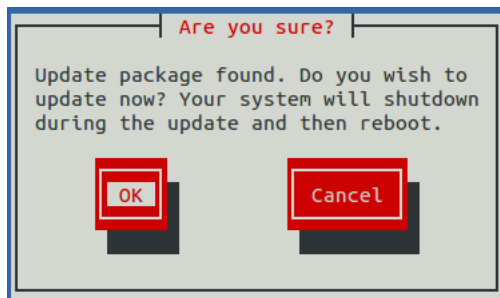 Are you sure?
Update package found. Do you wish to
update now? Your system will shutdown
during the update and then reboot.
OK
Cancel